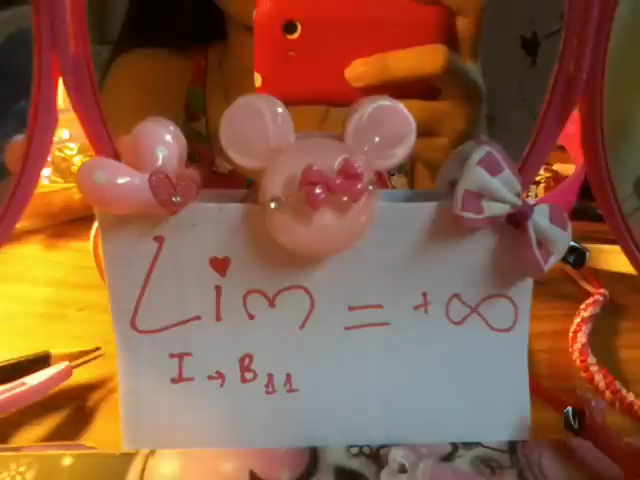 Lim = +∞
I → B₁₁